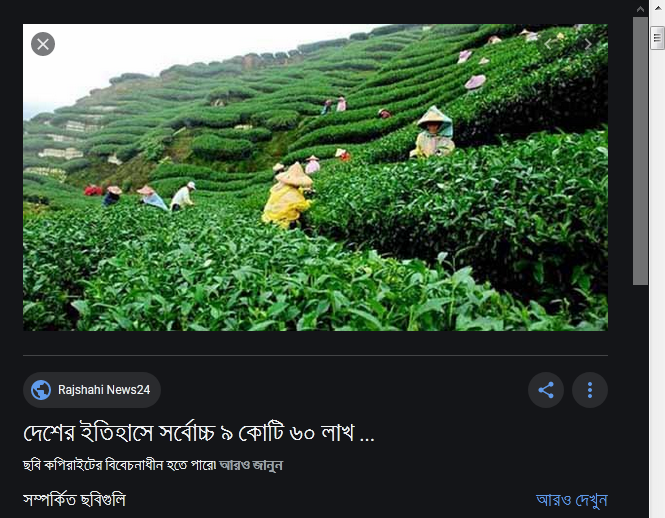 Rajshahi News24
দেশের ইতিহাসে সর্বোচ্চ ৯ কোটি ৬০ লাখ ...
ছবি কপিরাইটের বিবেচনাধীন হতে পারে৷ আরও জানুন
সম্পর্কিত ছবিগুলি আরও দেখুন